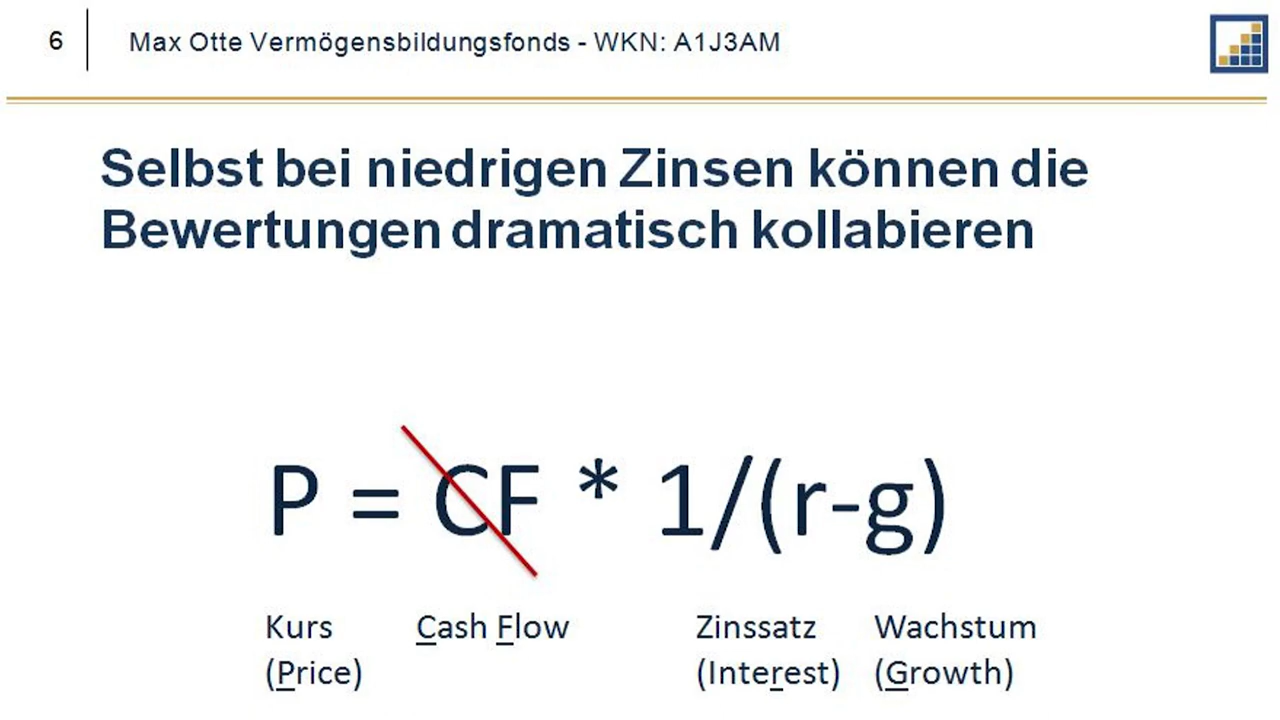 6 Max Otte Vermögensbildungsfonds - WKN: A1J3AM
Selbst bei niedrigen Zinsen können die
Bewertungen dramatisch kollabieren
P = CF * 1/(r-g)
Kurs Cash Flow Zinssatz Wachstum
(Price) (Interest) (Growth)